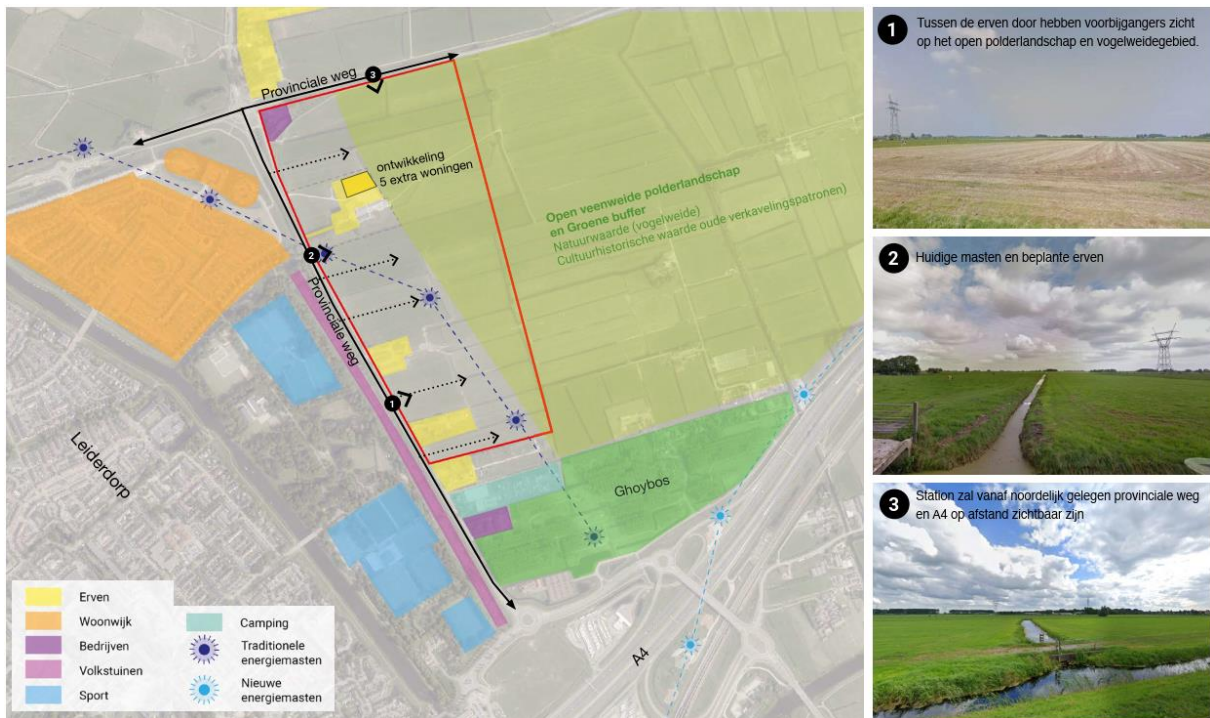 Provinciale weg
3
ontwikkeling
5 extra woningen
Open veenweide polderlandschap
en Groene buffer
Natuurwaarde (vogelweide)
Cultuurhistorische waarde oude verkavelingspatronen)
2
Provinciale weg
1
Leiderdorp
Ghoybos
A4
Erven
Woonwijk
Bedrijven
Volkstuinen
Sport
Camping
Traditionele
energiemasten
Nieuwe
energiemasten
1 Tussen de erven door hebben voorbijgangers zicht
op het open polderlandschap en vogelweidegebied.
2 Huidige masten en beplante erven
3 Station zal vanaf noordelijk gelegen provinciale weg
en A4 op afstand zichtbaar zijn